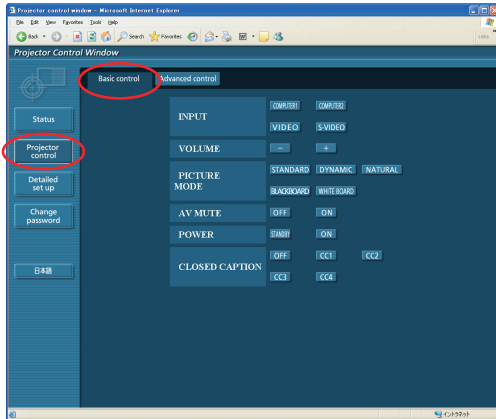 Projector control window - Microsoft Internet Explorer
File Edit View Favorites Tools Help
Back Search Favorites Links
Projector Control Window
Basic control Advanced control
Status
Projector
control
Detailed
set up
Change
password
日本語
INPUT COMPUTER1 COMPUTER2
VIDEO S-VIDEO
VOLUME - +
PICTURE
MODE
STANDARD DYNAMIC NATURAL
BLACKBOARD WHITE BOARD
AV MUTE OFF ON
POWER STANDBY ON
CLOSED CAPTION OFF CC1 CC2
CC3 CC4
イントラネット